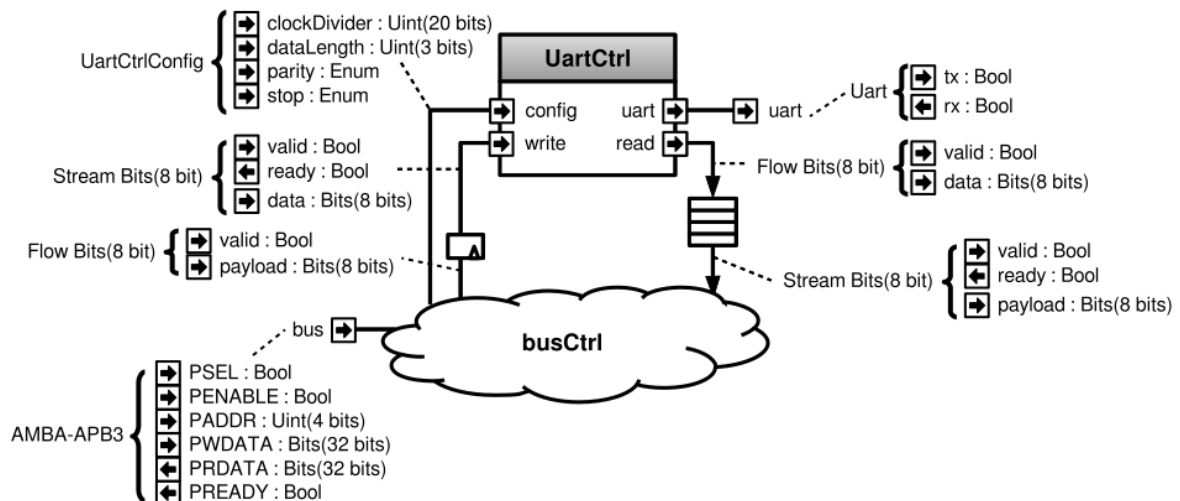 UartCtrlConfig
clockDivider : Uint(20 bits)
dataLength : Uint(3 bits)
parity : Enum
stop : Enum
UartCtrl
config
write
uart
read
uart
Uart
tx : Bool
rx : Bool
Stream Bits(8 bit)
valid : Bool
ready : Bool
data : Bits(8 bits)
Flow Bits(8 bit)
valid : Bool
data : Bits(8 bits)
Flow Bits(8 bit)
valid : Bool
payload : Bits(8 bits)
Stream Bits(8 bit)
valid : Bool
ready : Bool
payload : Bits(8 bits)
bus
busCtrl
AMBA-APB3
PSEL : Bool
PENABLE : Bool
PADDR : Uint(4 bits)
PWDATA : Bits(32 bits)
PRDATA : Bits(32 bits)
PREADY : Bool